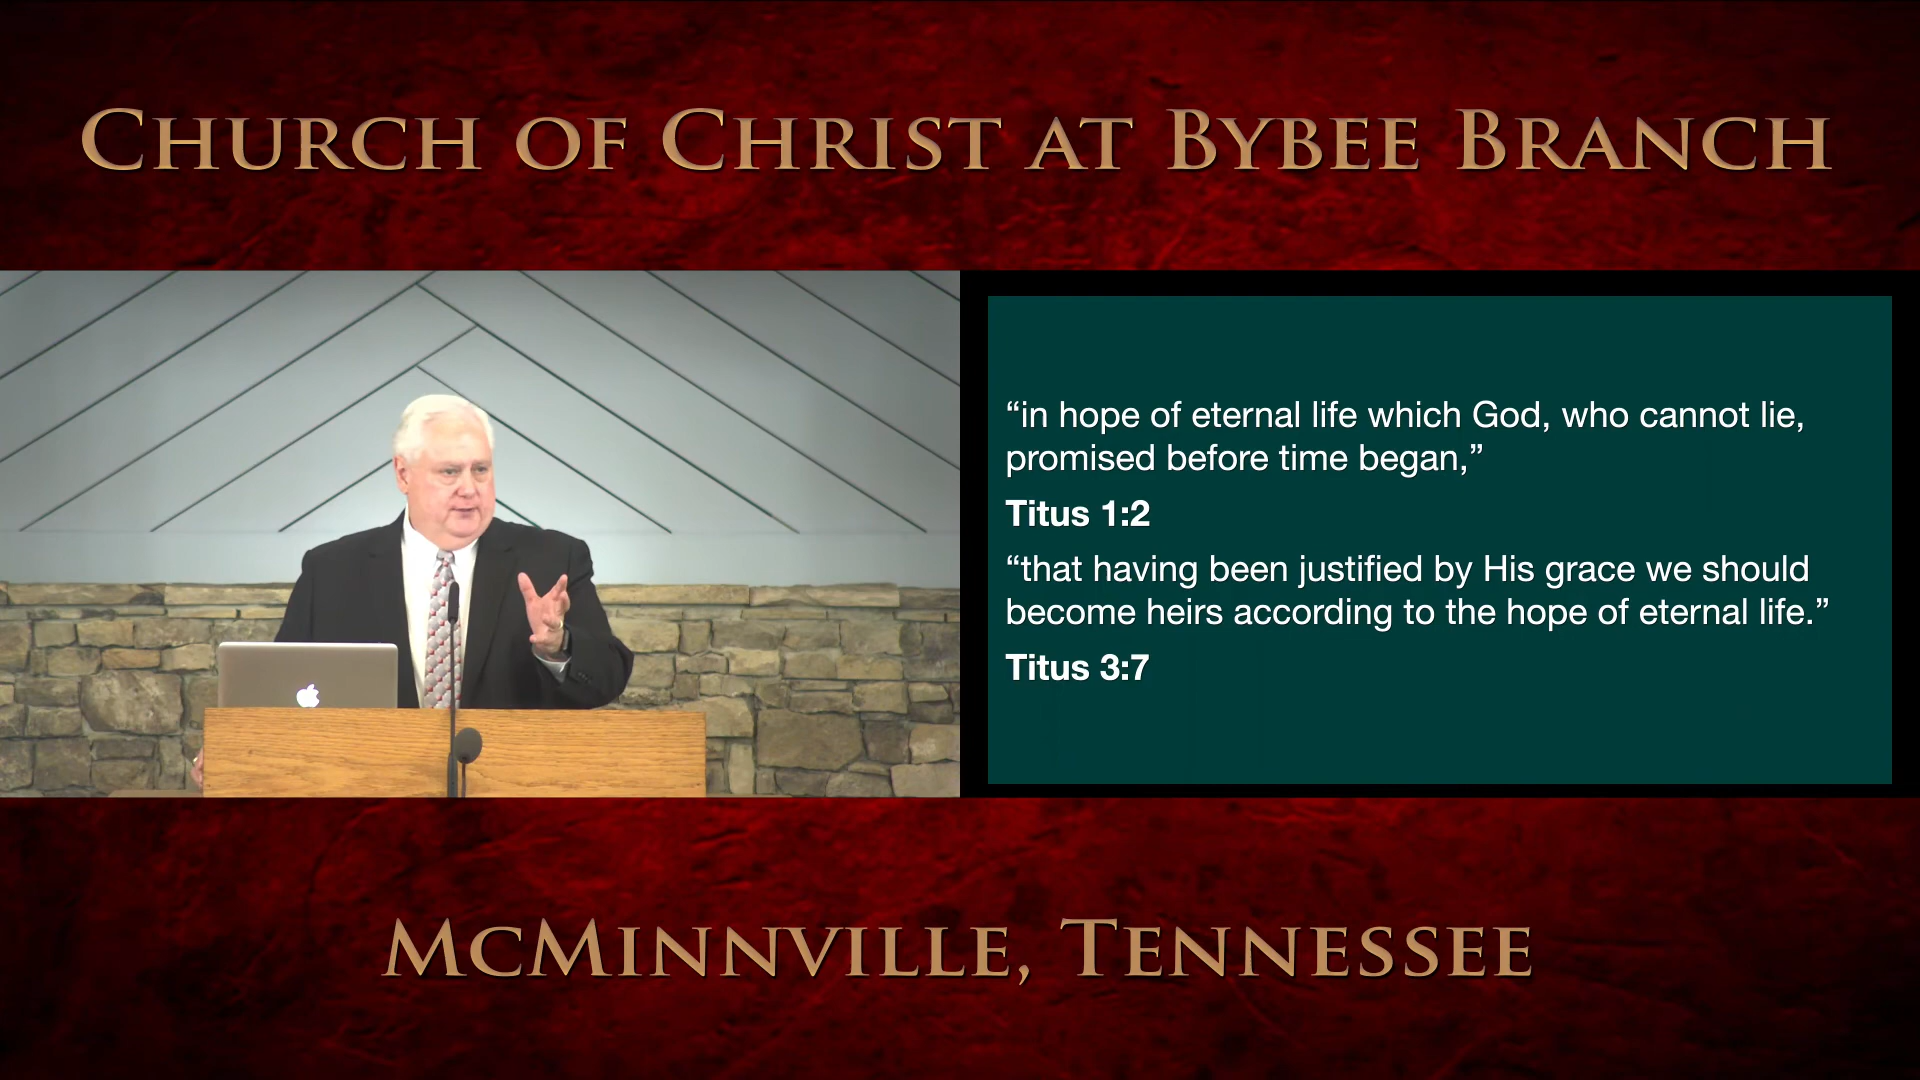 Church of Christ at Bybee Branch
“in hope of eternal life which God, who cannot lie,
promised before time began,”
Titus 1:2
“that having been justified by His grace we should
become heirs according to the hope of eternal life.”
Titus 3:7
McMinnville, Tennessee